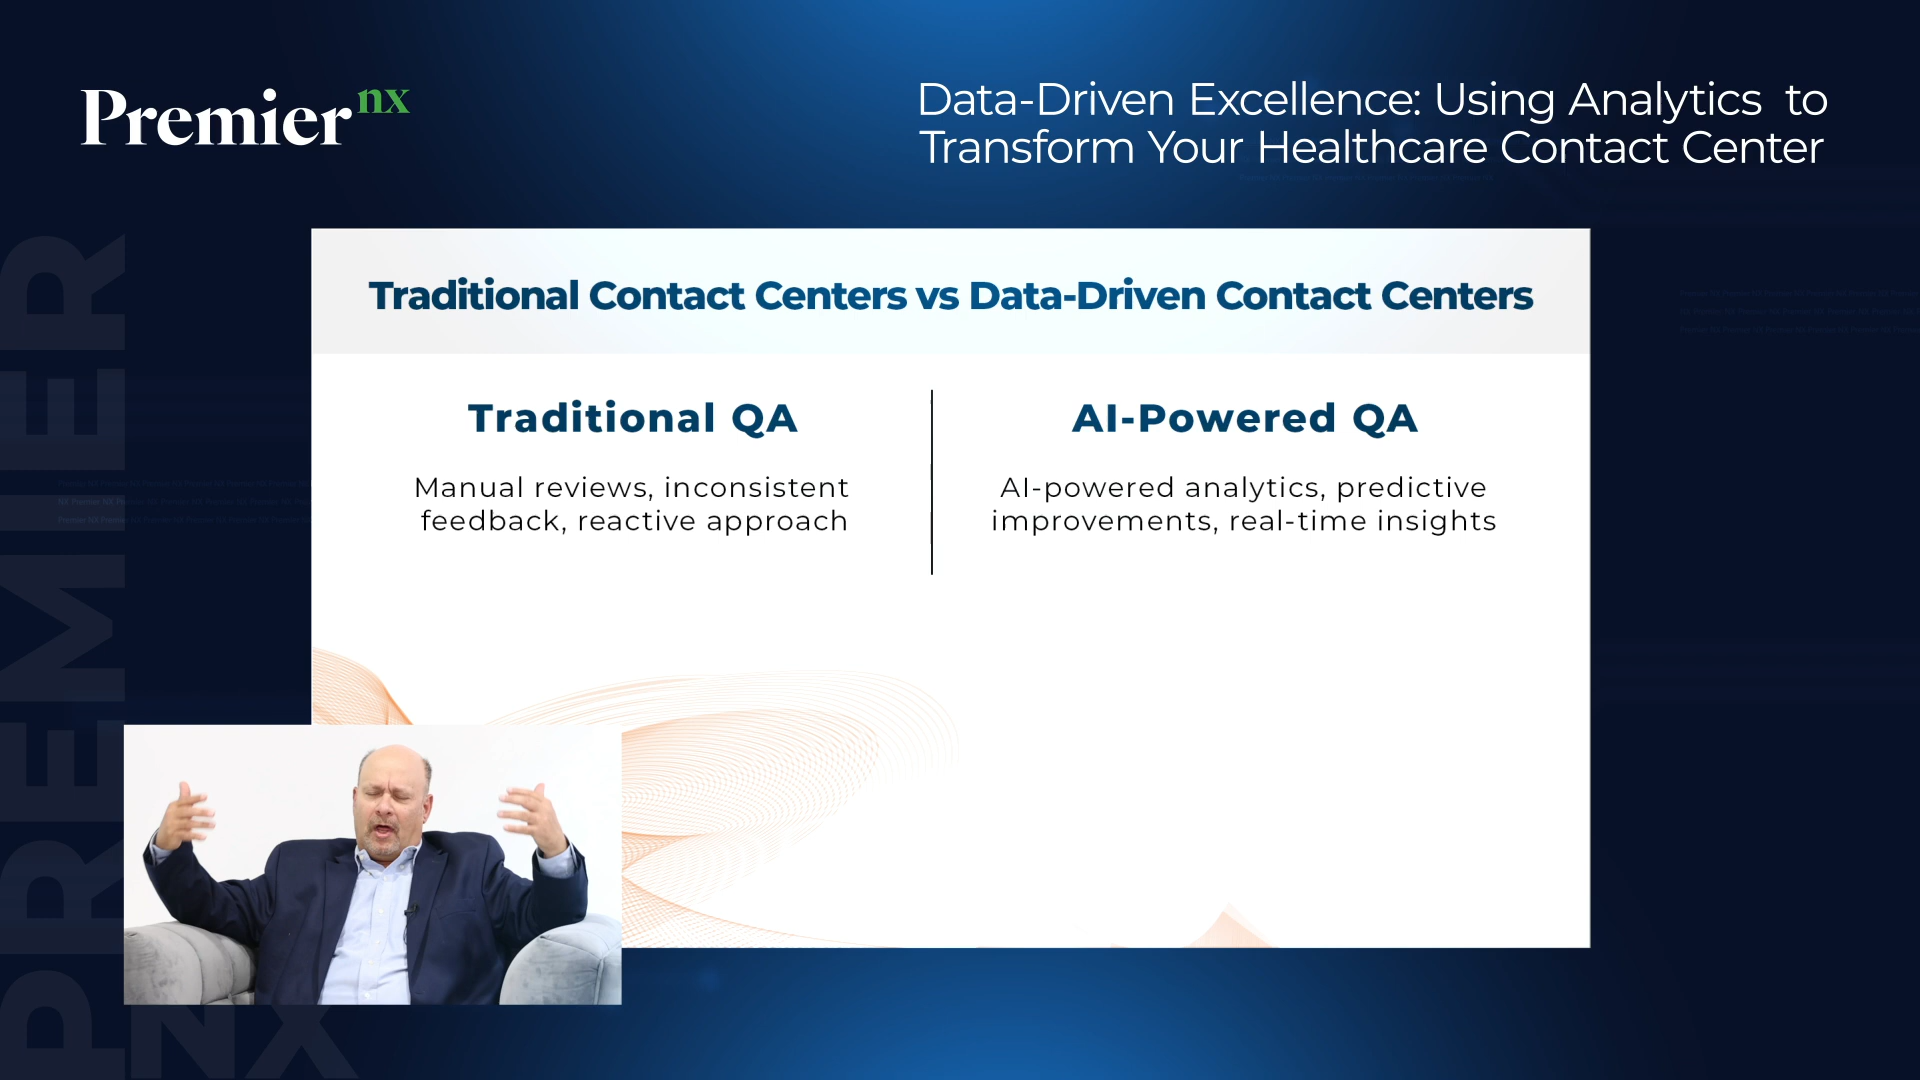 Premier nx
Data-Driven Excellence: Using Analytics to
Transform Your Healthcare Contact Center
Traditional Contact Centers vs Data-Driven Contact Centers
Traditional QA
Manual reviews, inconsistent
feedback, reactive approach
AI-Powered QA
AI-powered analytics, predictive
improvements, real-time insights
PREMIER
NX